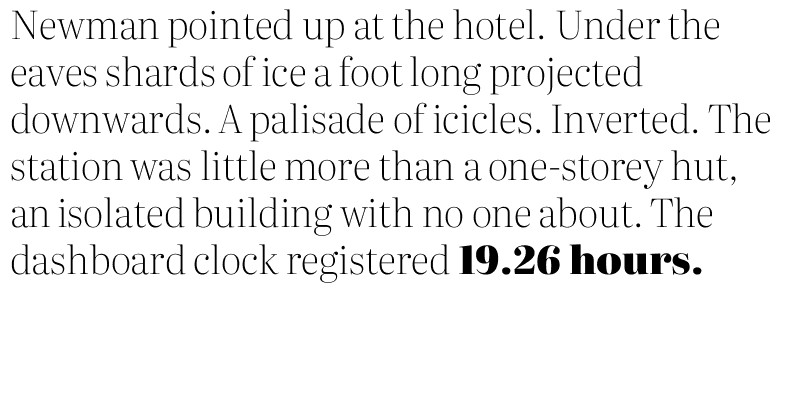 Newman pointed up at the hotel. Under the
eaves shards of ice a foot long projected
downwards. A palisade of icicles. Inverted. The
station was little more than a one-storey hut,
an isolated building with no one about. The
dashboard clock registered 19.26 hours.